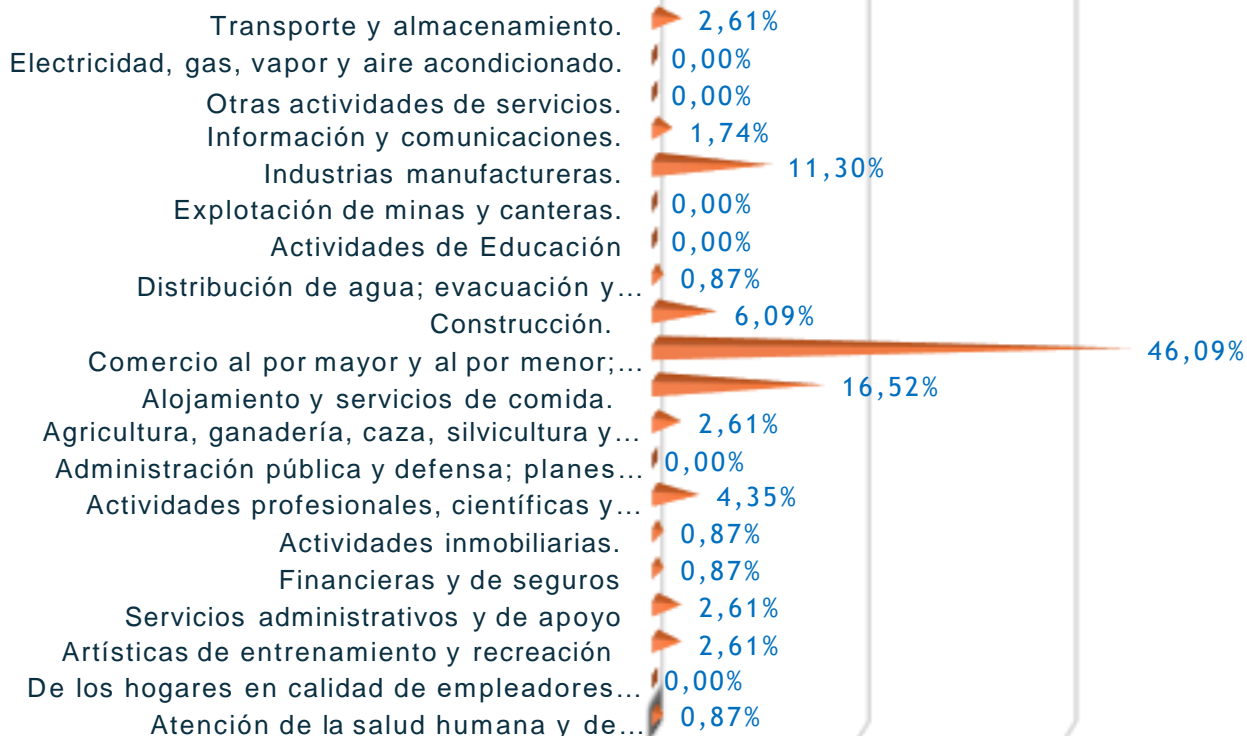 Transporte y almacenamiento. 2,61%
Electricidad, gas, vapor y aire acondicionado. 0,00%
Otras actividades de servicios. 0,00%
Información y comunicaciones. 1,74%
Industrias manufactureras. 11,30%
Explotación de minas y canteras. 0,00%
Actividades de Educación 0,00%
Distribución de agua; evacuación y... 0,87%
Construcción. 6,09%
Comercio al por mayor y al por menor;... 46,09%
Alojamiento y servicios de comida. 16,52%
Agricultura, ganadería, caza, silvicultura y... 2,61%
Administración pública y defensa; planes... 0,00%
Actividades profesionales, científicas y... 4,35%
Actividades inmobiliarias. 0,87%
Financieras y de seguros 0,87%
Servicios administrativos y de apoyo 2,61%
Artísticas de entrenamiento y recreación 2,61%
De los hogares en calidad de empleadores... 0,00%
Atención de la salud humana y de... 0,87%